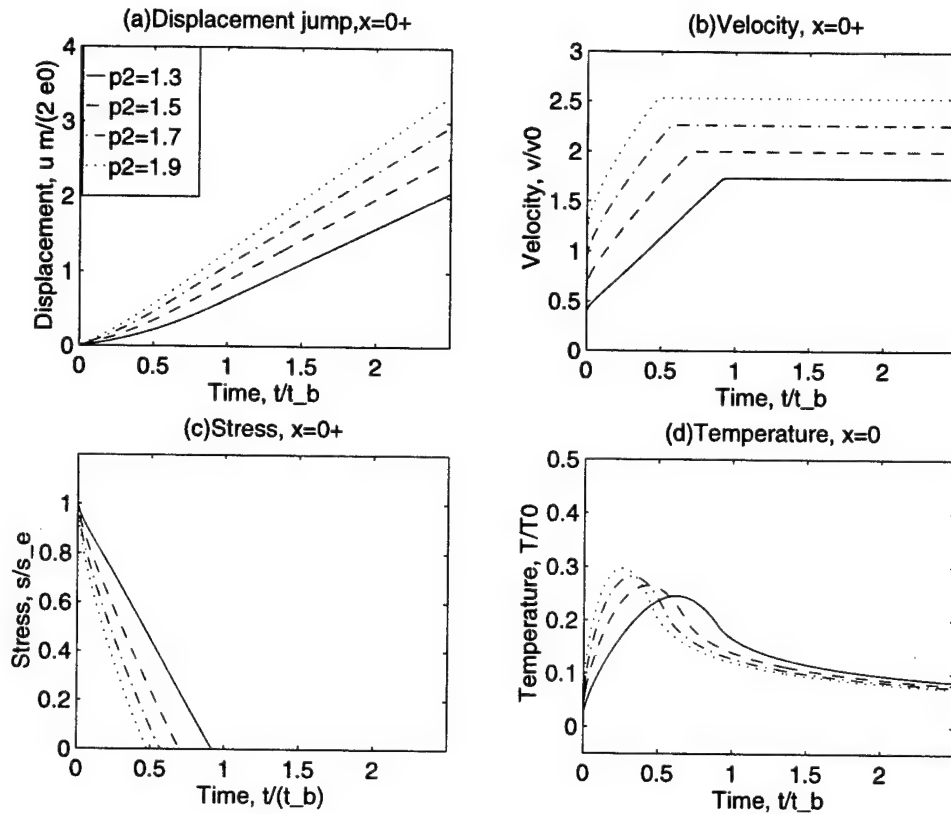 (a)Displacement jump,x=0+
4
3
2
1
0
Displacement, u m/(2 e0)
p2=1.3
p2=1.5
p2=1.7
p2=1.9
0 0.5 1 1.5 2
Time, t/t_b
(b)Velocity, x=0+
3
2.5
2
1.5
1
0.5
0
Velocity, v/v0
0 0.5 1 1.5 2
Time, t/t_b
(c)Stress, x=0+
1
0.8
0.6
0.4
0.2
0
Stress, s/s_e
0 0.5 1 1.5 2
Time, t/(t_b)
(d)Temperature, x=0
0.5
0.4
0.3
0.2
0.1
0
Temperature, T/T0
0 0.5 1 1.5 2
Time, t/t_b